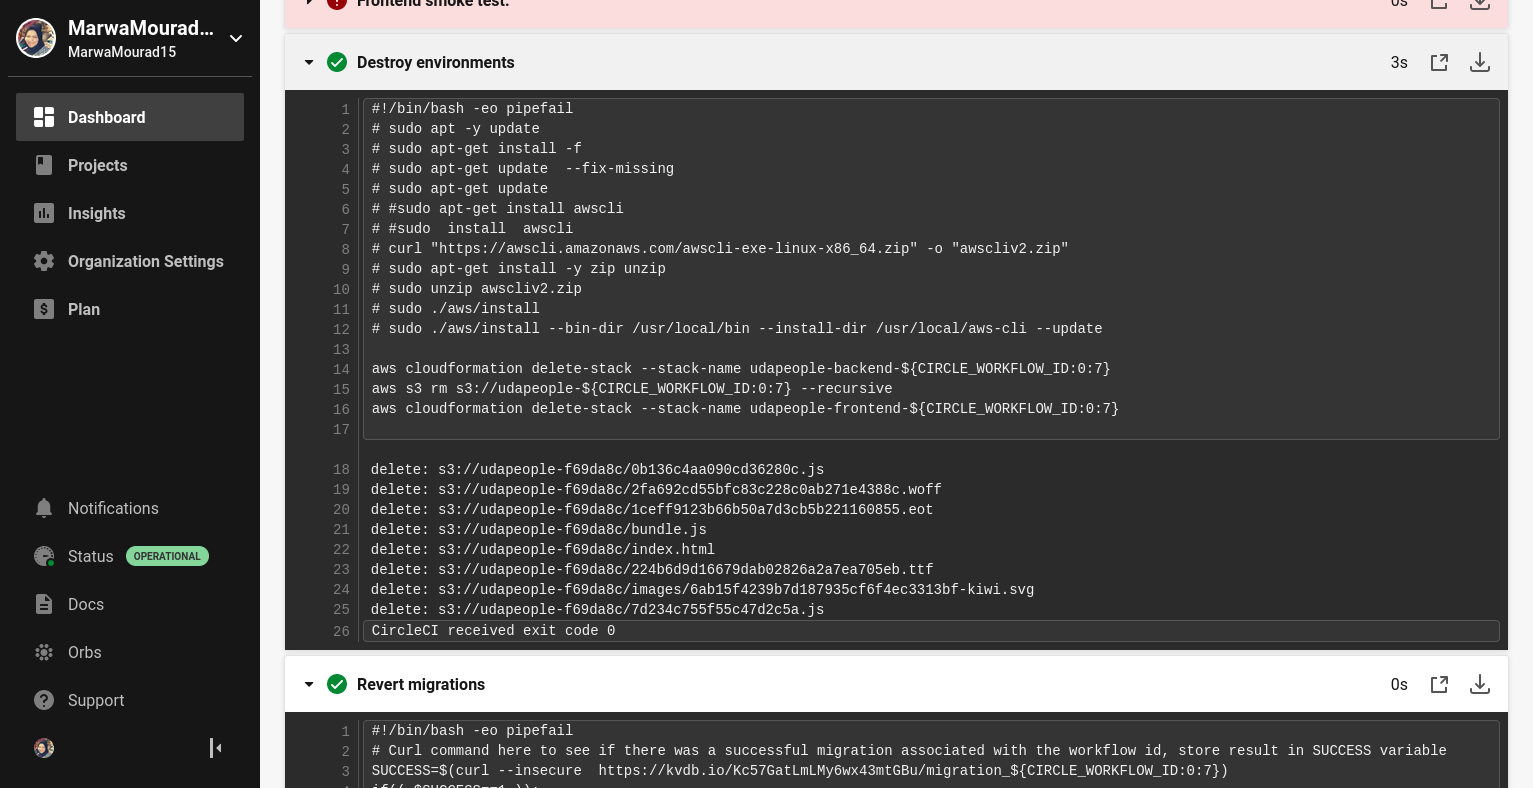 MarwaMourad...
MarwaMourad15
Dashboard
Projects
Insights
Organization Settings
Plan
Notifications
Status OPERATIONAL
Docs
Orbs
Support
Frontend smoke test.
0s
Destroy environments
3s
1 #!/bin/bash -eo pipefail
2 # sudo apt -y update
3 # sudo apt-get install -f
4 # sudo apt-get update  --fix-missing
5 # sudo apt-get update
6 # #sudo apt-get install awscli
7 # #sudo  install  awscli
8 # curl "https://awscli.amazonaws.com/awscli-exe-linux-x86_64.zip" -o "awscliv2.zip"
9 # sudo apt-get install -y zip unzip
10 # sudo unzip awscliv2.zip
11 # sudo ./aws/install
12 # sudo ./aws/install --bin-dir /usr/local/bin --install-dir /usr/local/aws-cli --update
13
14 aws cloudformation delete-stack --stack-name udapeople-backend-${CIRCLE_WORKFLOW_ID:0:7}
15 aws s3 rm s3://udapeople-${CIRCLE_WORKFLOW_ID:0:7} --recursive
16 aws cloudformation delete-stack --stack-name udapeople-frontend-${CIRCLE_WORKFLOW_ID:0:7}
17
18 delete: s3://udapeople-f69da8c/0b136c4aa090cd36280c.js
19 delete: s3://udapeople-f69da8c/2fa692cd55bfc83c228c0ab271e4388c.woff
20 delete: s3://udapeople-f69da8c/1ceff9123b66b50a7d3cb5b221160855.eot
21 delete: s3://udapeople-f69da8c/bundle.js
22 delete: s3://udapeople-f69da8c/index.html
23 delete: s3://udapeople-f69da8c/224b6d9d16679dab02826a2a7ea705eb.ttf
24 delete: s3://udapeople-f69da8c/images/6ab15f4239b7d187935cf6f4ec3313bf-kiwi.svg
25 delete: s3://udapeople-f69da8c/7d234c755f55c47d2c5a.js
26 CircleCI received exit code 0
Revert migrations
0s
1 #!/bin/bash -eo pipefail
2 # Curl command here to see if there was a successful migration associated with the workflow id, store result in SUCCESS variable
3 SUCCESS=$(curl --insecure  https://kvdb.io/Kc57GatLmLMy6wx43mtGBu/migration_${CIRCLE_WORKFLOW_ID:0:7})